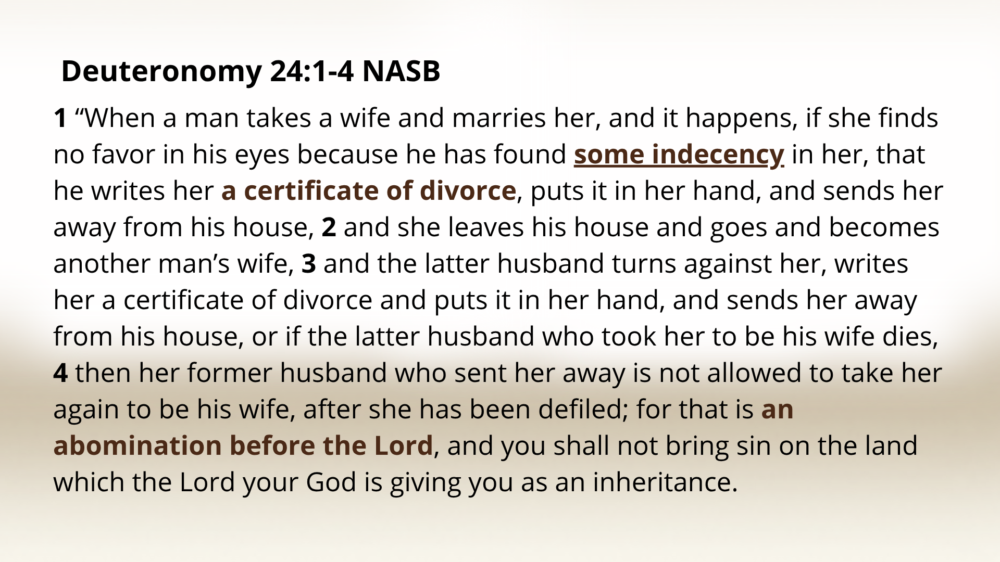 Deuteronomy 24:1-4 NASB
1 “When a man takes a wife and marries her, and it happens, if she finds
no favor in his eyes because he has found some indecency in her, that
he writes her a certificate of divorce, puts it in her hand, and sends her
away from his house, 2 and she leaves his house and goes and becomes
another man’s wife, 3 and the latter husband turns against her, writes
her a certificate of divorce and puts it in her hand, and sends her away
from his house, or if the latter husband who took her to be his wife dies,
4 then her former husband who sent her away is not allowed to take her
again to be his wife, after she has been defiled; for that is an
abomination before the Lord, and you shall not bring sin on the land
which the Lord your God is giving you as an inheritance.